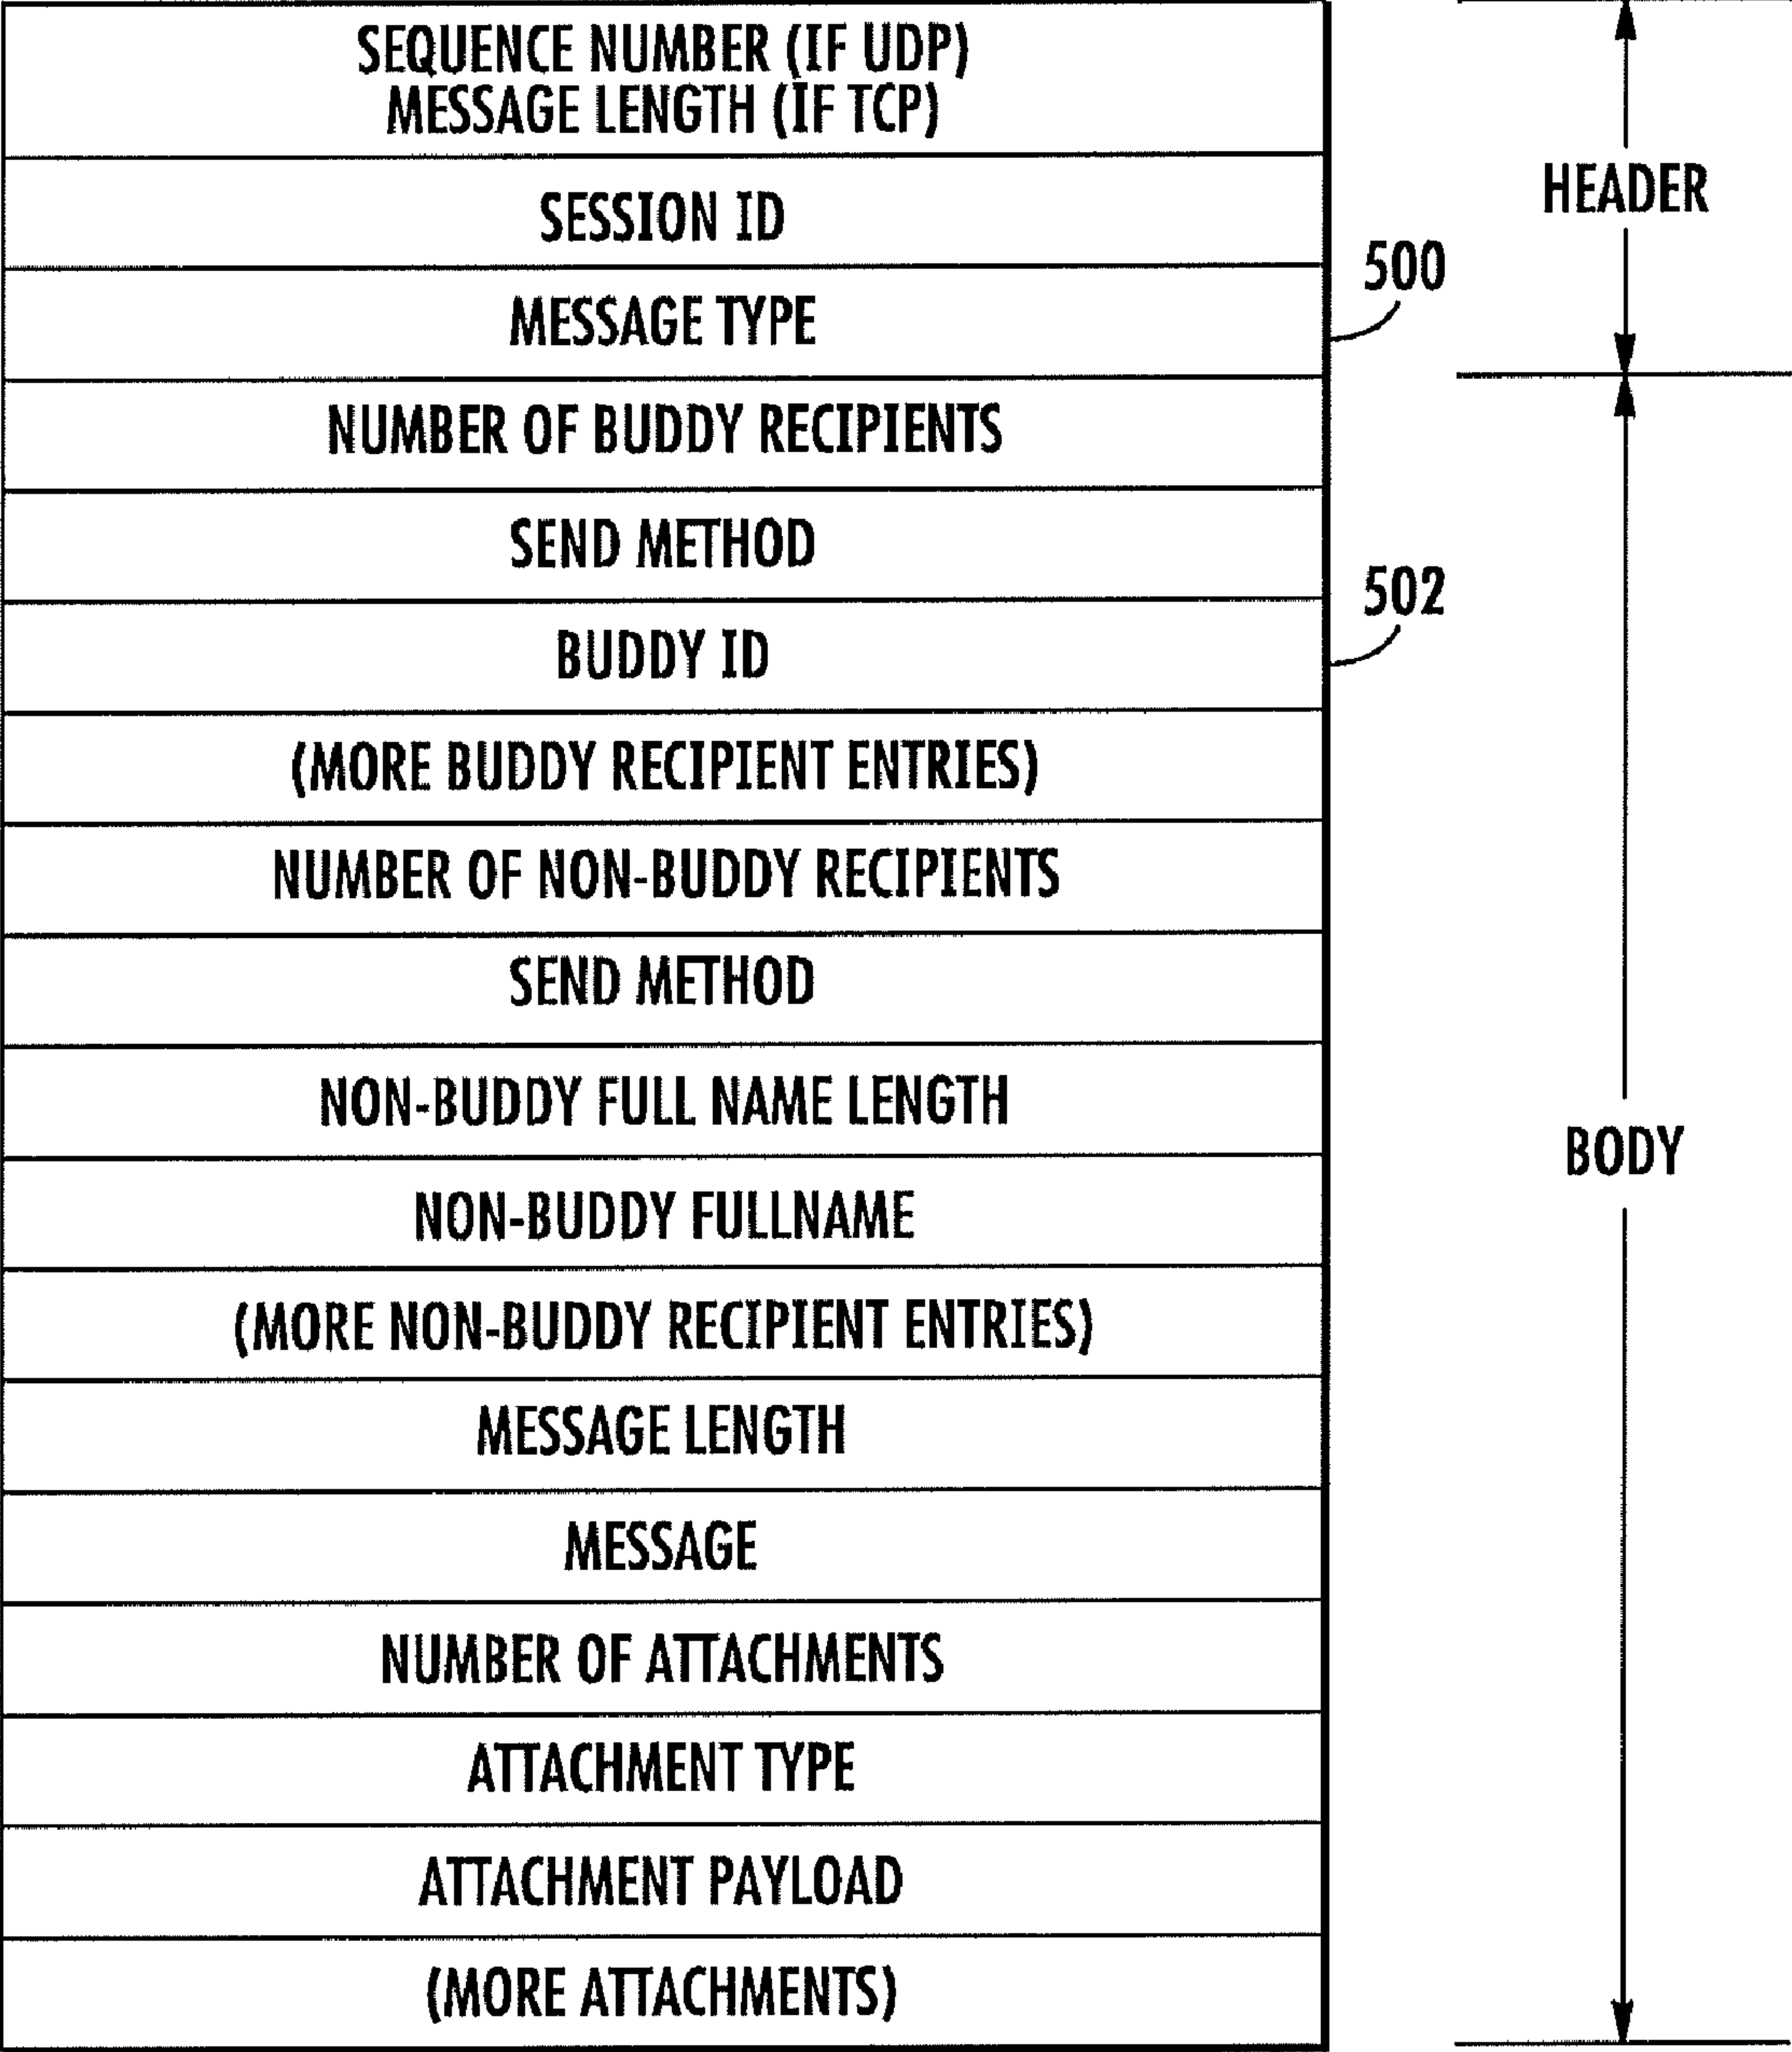 SEQUENCE NUMBER (IF UDP)
MESSAGE LENGTH (IF TCP)
SESSION ID
MESSAGE TYPE
NUMBER OF BUDDY RECIPIENTS
SEND METHOD
BUDDY ID
(MORE BUDDY RECIPIENT ENTRIES)
NUMBER OF NON-BUDDY RECIPIENTS
SEND METHOD
NON-BUDDY FULL NAME LENGTH
NON-BUDDY FULLNAME
(MORE NON-BUDDY RECIPIENT ENTRIES)
MESSAGE LENGTH
MESSAGE
NUMBER OF ATTACHMENTS
ATTACHMENT TYPE
ATTACHMENT PAYLOAD
(MORE ATTACHMENTS)
500
502
HEADER
BODY